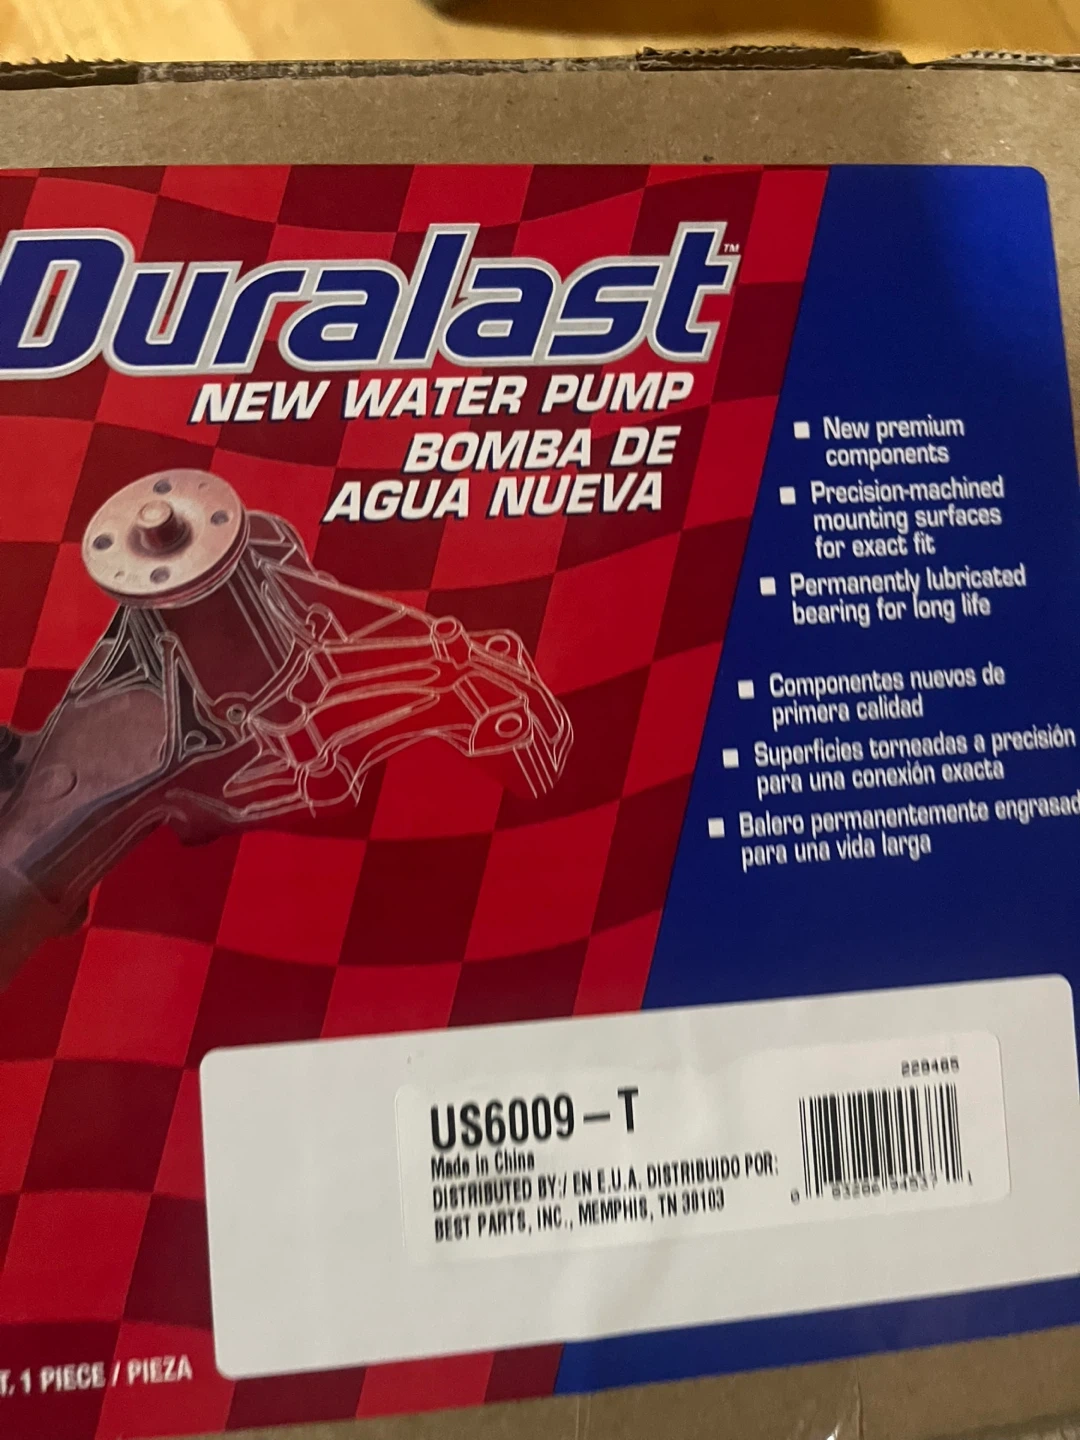 Duralast™
NEW WATER PUMP
BOMBA DE
AGUA NUEVA
New premium
components
Precision-machined
mounting surfaces
for exact fit
Permanently lubricated
bearing for long life
Componentes nuevos de
primera calidad
Superficies torneadas a precisión
para una conexión exacta
Balero permanentemente engrasad
para una vida larga
228485
US6009-T
Made in China
DISTRIBUTED BY:/ EN E.U.A. DISTRIBUIDO POR:
BEST PARTS, INC., MEMPHIS, TN 38103
T. 1 PIECE / PIEZA